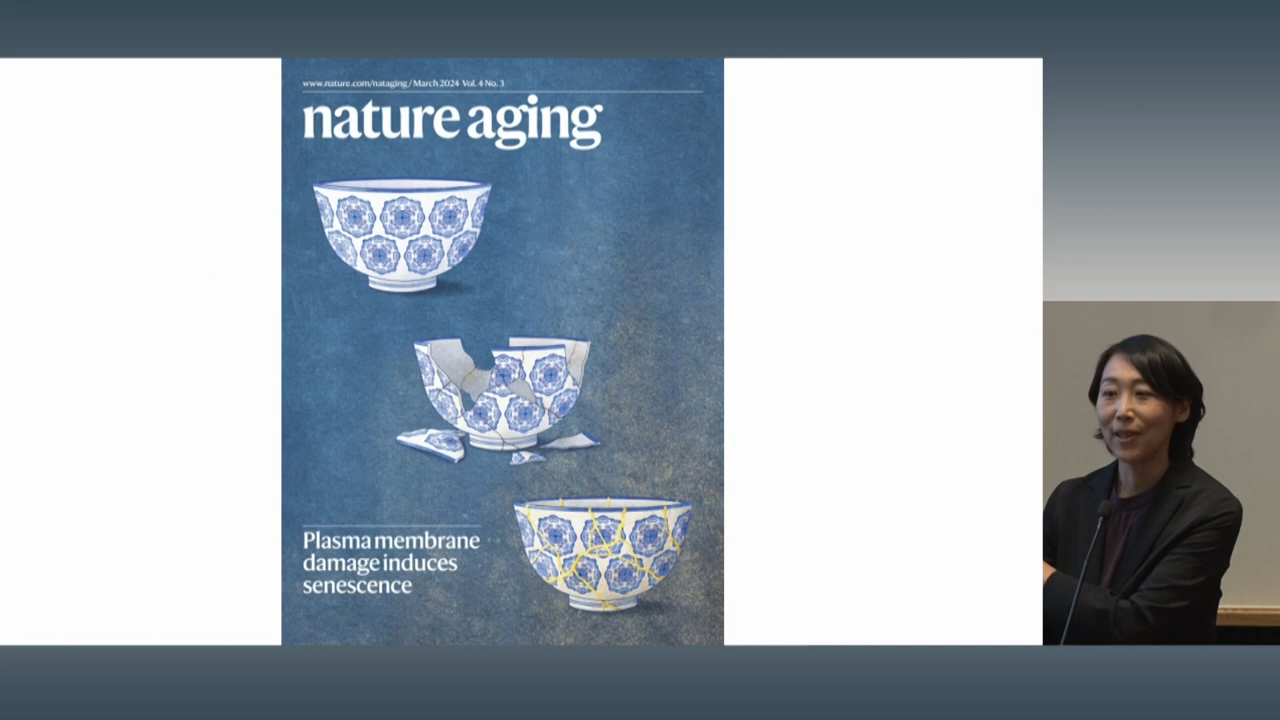 www.nature.com/nataging / March 2024 Vol. 4 No. 3
nature aging
Plasma membrane
damage induces
senescence